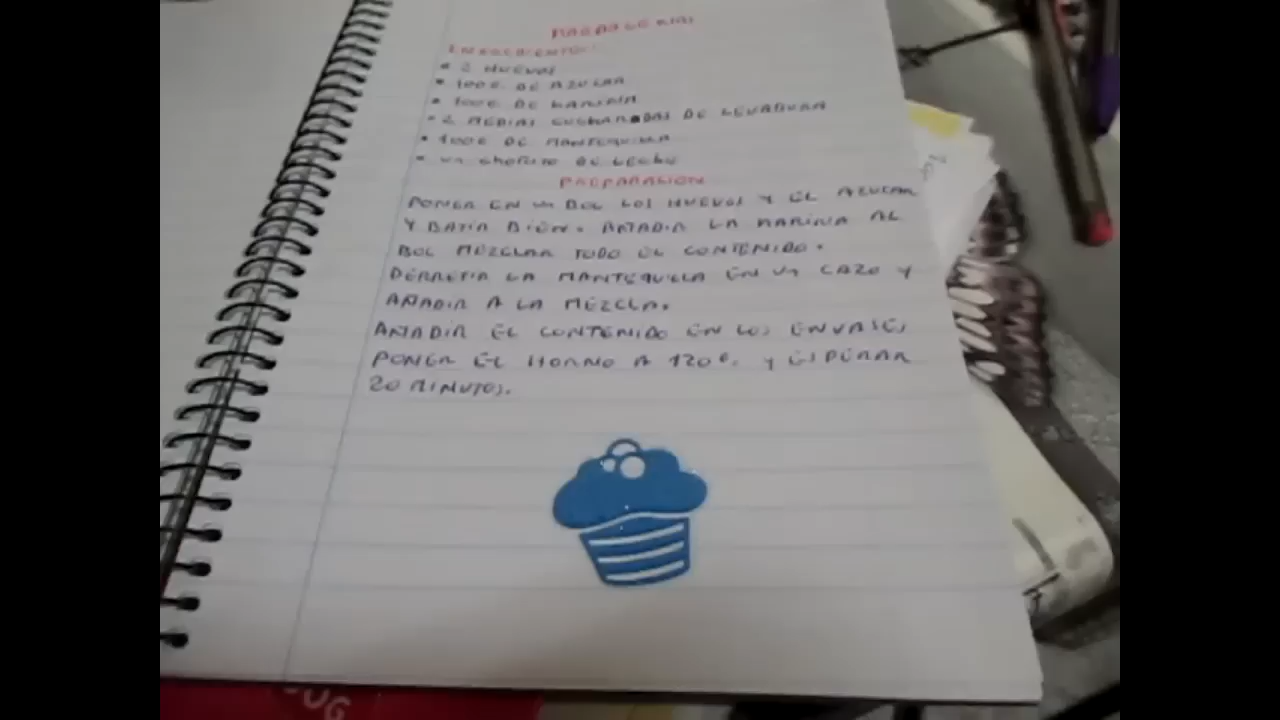 MAGDALENAS
INGREDIENTES:
* 2 HUEVOS
* 100G. DE AZUCAR
* 100G. DE HARINA
* 2 MEDIAS CUCHARADAS DE LEVADURA
* 100G DE MANTEQUILLA
* UN CHORITO DE LECHE
PREPARASION
PONER EN UN BOL LOS HUEVOS Y EL AZUCAR
Y BATIR BIEN. AÑADIR LA HARINA AL
BOL MEZCLAR TODO EL CONTENIDO.
DERRETIR LA MANTEQUILLA EN UN CAZO Y
AÑADIR A LA MEZCLA.
AÑADIR EL CONTENIDO EN LOS ENVASES
PONER EL HORNO A 120º. Y ESPERAR
20 MINUTOS.